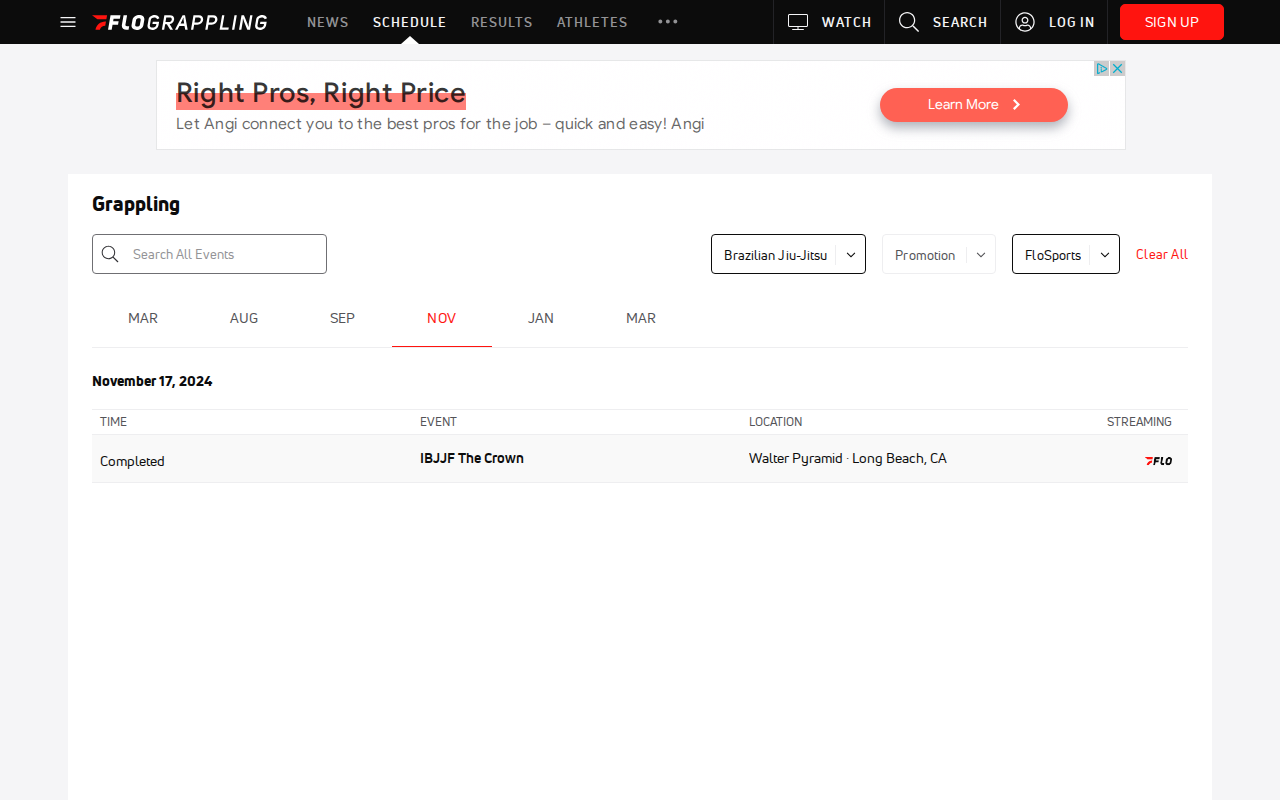 FLOGRAPPLING NEWS SCHEDULE RESULTS ATHLETES WATCH SEARCH LOG IN SIGN UP
Right Pros, Right Price
Let Angi connect you to the best pros for the job – quick and easy! Angi
Learn More
Grappling
Search All Events Brazilian Jiu-Jitsu Promotion FloSports Clear All
MAR AUG SEP NOV JAN MAR
November 17, 2024
TIME EVENT LOCATION STREAMING
Completed IBJJF The Crown Walter Pyramid · Long Beach, CA FLO